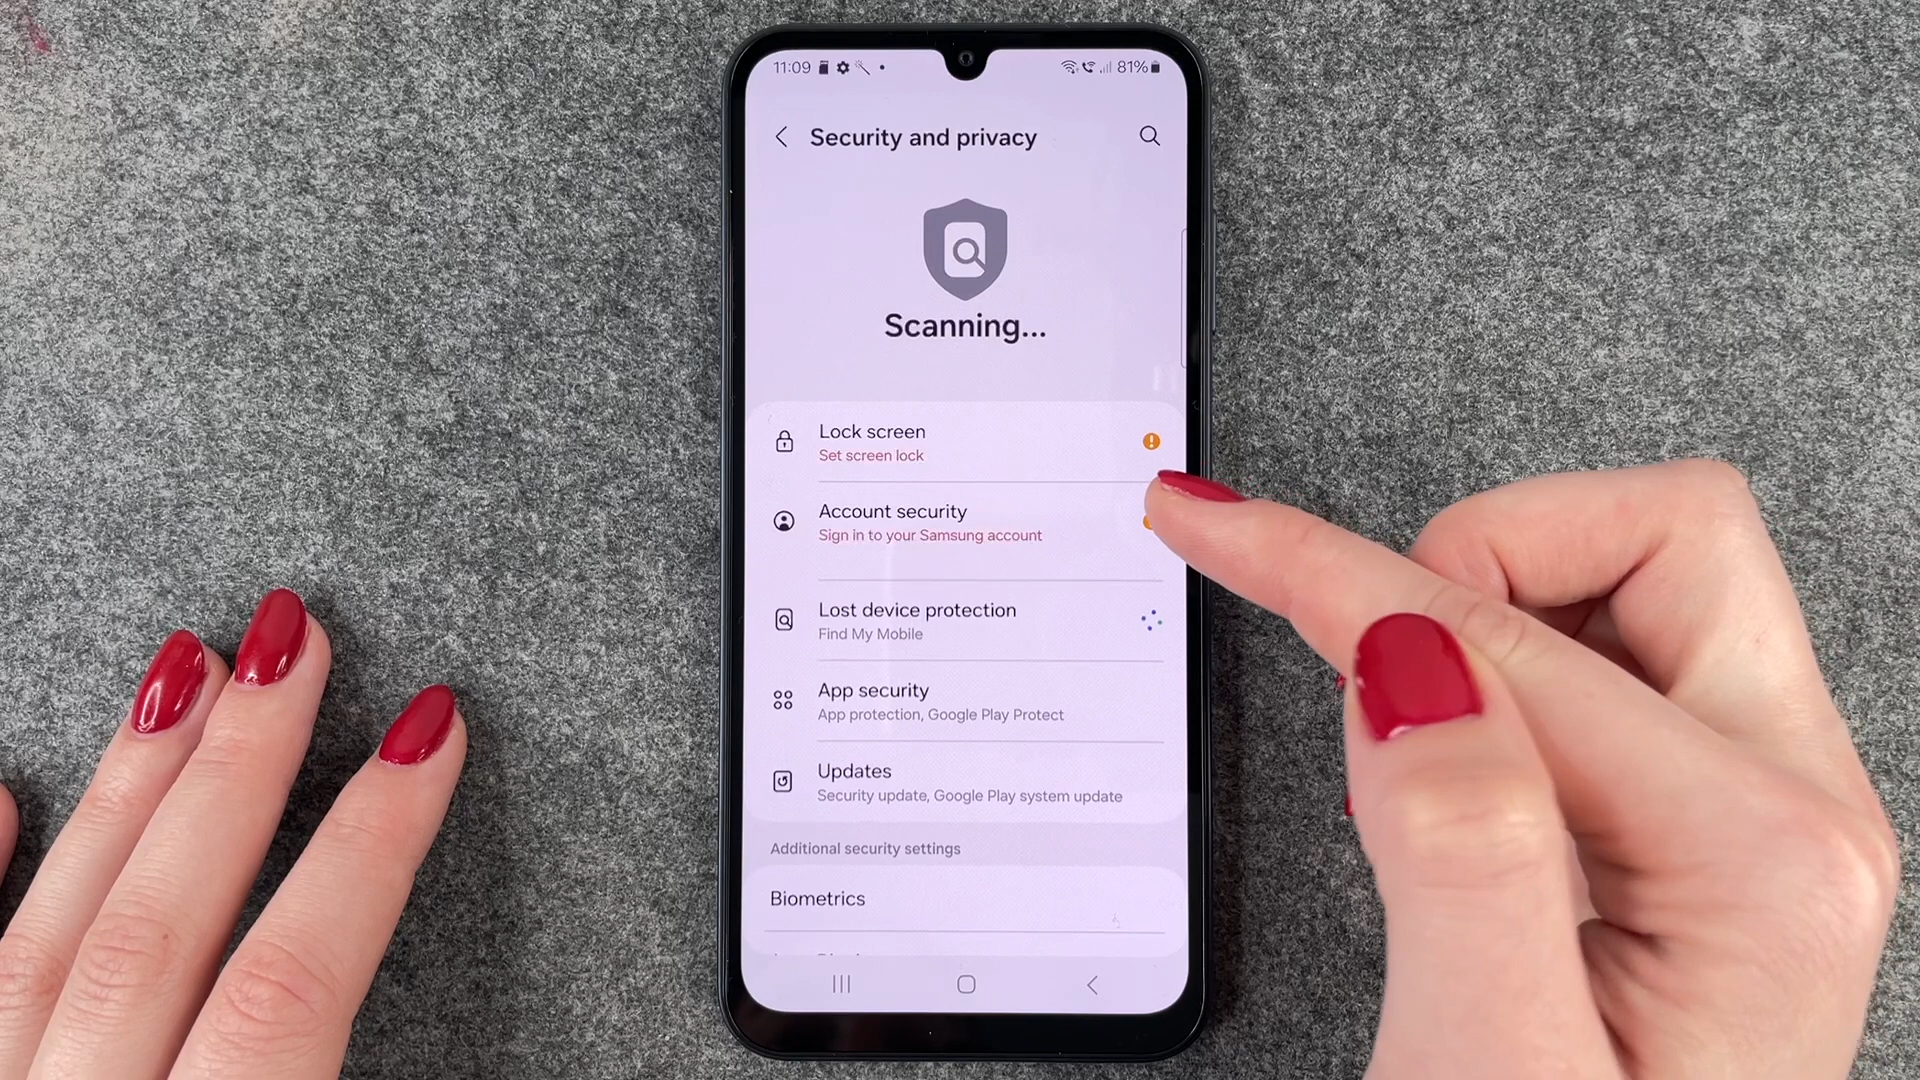 11:09
81%
Security and privacy
Scanning...
Lock screen
Set screen lock
Account security
Sign in to your Samsung account
Lost device protection
Find My Mobile
App security
App protection, Google Play Protect
Updates
Security update, Google Play system update
Additional security settings
Biometrics